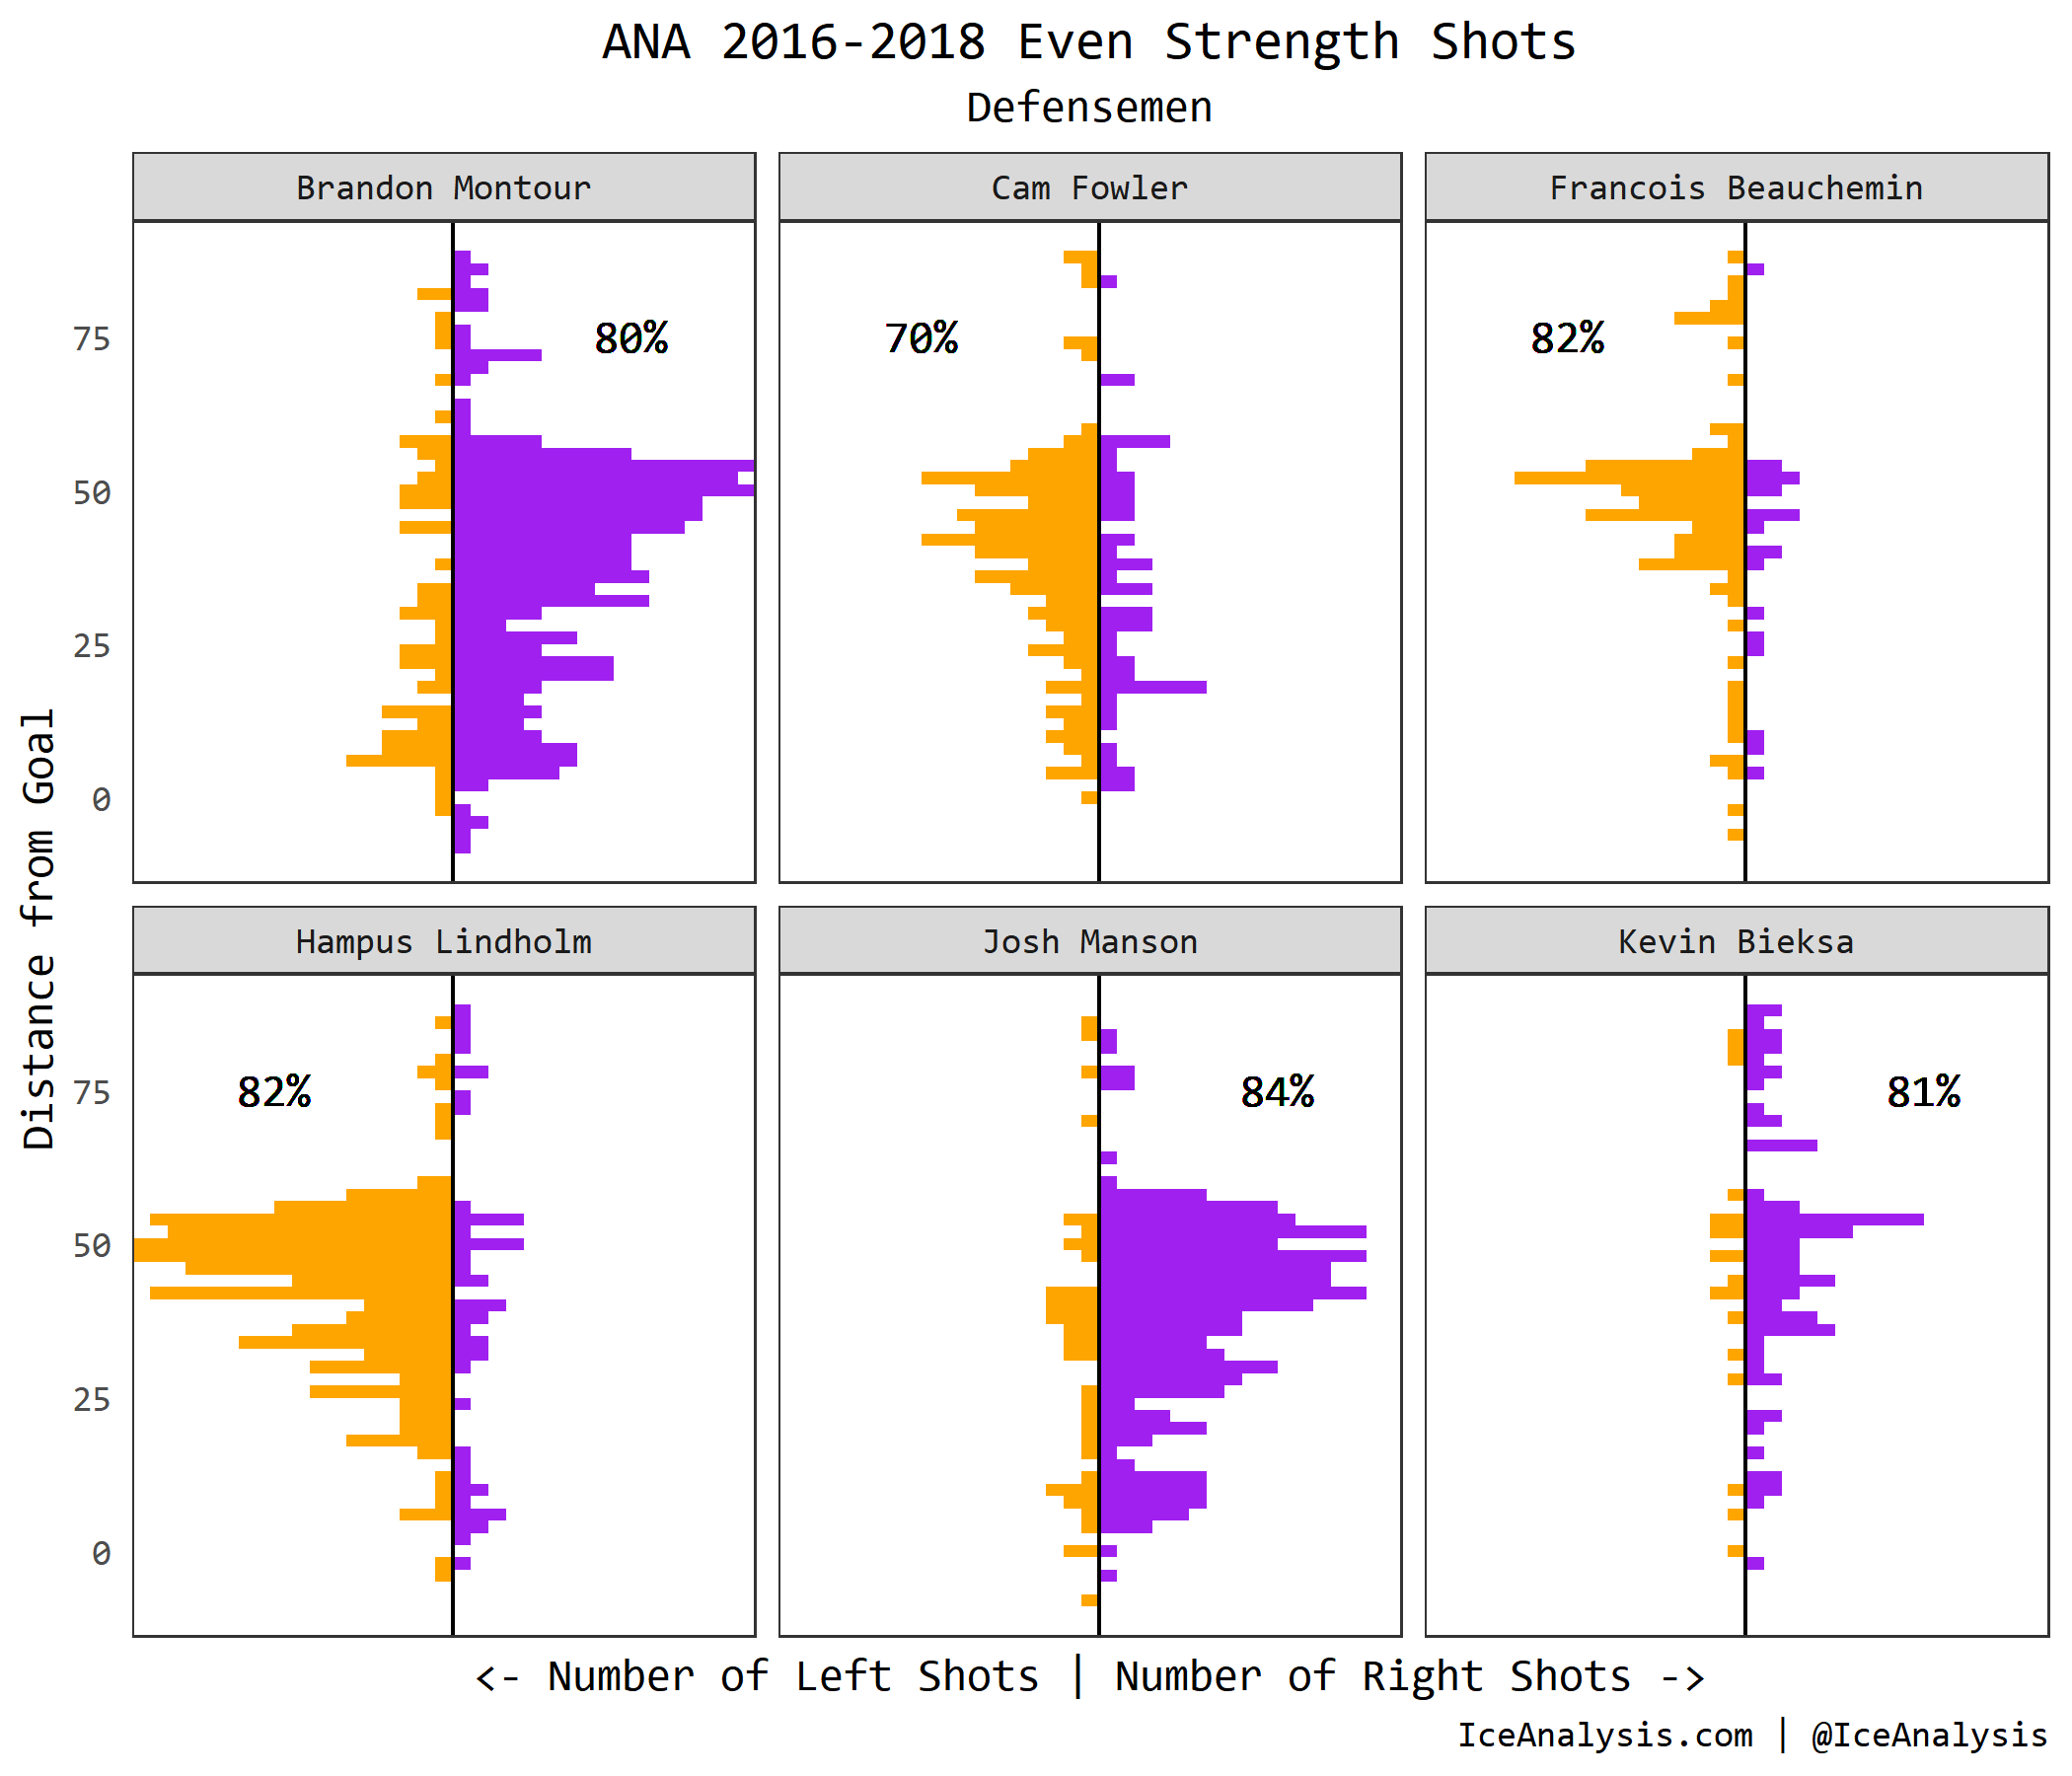 ANA 2016-2018 Even Strength Shots
Defensemen
Brandon Montour
Cam Fowler
Francois Beauchemin
75
50
25
0
80%
70%
82%
Hampus Lindholm
Josh Manson
Kevin Bieksa
75
50
25
0
82%
84%
81%
Distance from Goal
<- Number of Left Shots | Number of Right Shots ->
IceAnalysis.com | @IceAnalysis